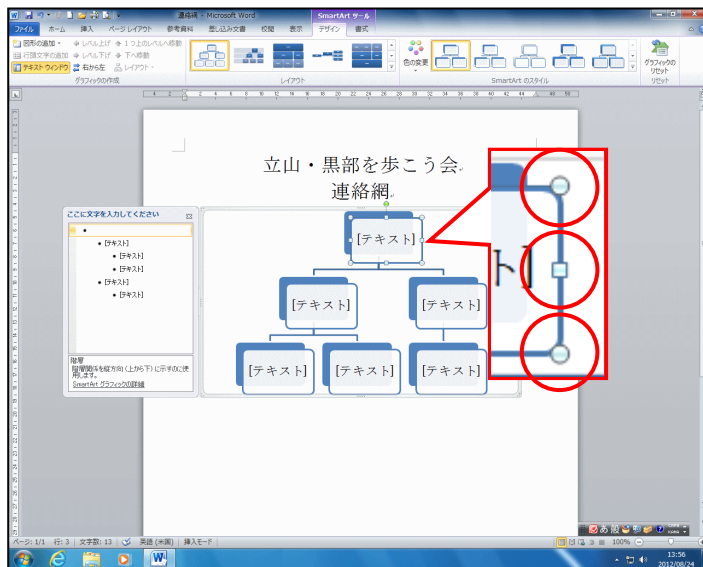 連絡網 - Microsoft Word
SmartArt ツール
ファイル ホーム 挿入 ページ レイアウト 参考資料 差し込み文書 校閲 表示 デザイン 書式
図形の追加 レベル上げ 1 つ上のレベルへ移動
行頭文字の追加 レベル下げ 下へ移動
テキスト ウィンドウ 右から左 レイアウト
色の変更
グラフィックの
リセット
グラフィックの作成 レイアウト SmartArt のスタイル リセット
立山・黒部を歩こう会
連絡網
ここに文字を入力してください
[テキスト]
[テキスト]
[テキスト]
[テキスト]
[テキスト]
階層
階層関係を縦方向 (上から下) に示すのに使
用します。
SmartArt グラフィックの詳細
[テキスト]
[テキスト] [テキスト]
[テキスト] [テキスト] [テキスト]
ト]
ページ: 1/1 行: 3 文字数: 13 英語 (米国) 挿入モード
100%
13:56
2012/08/24